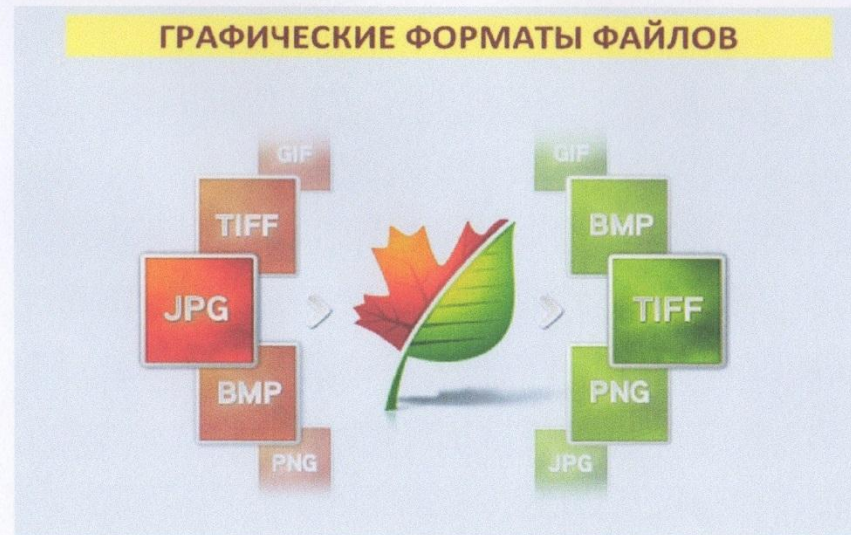 ГРАФИЧЕСКИЕ ФОРМАТЫ ФАЙЛОВ
GIF
TIFF
JPG
BMP
PNG
GIF
BMP
TIFF
PNG
JPG